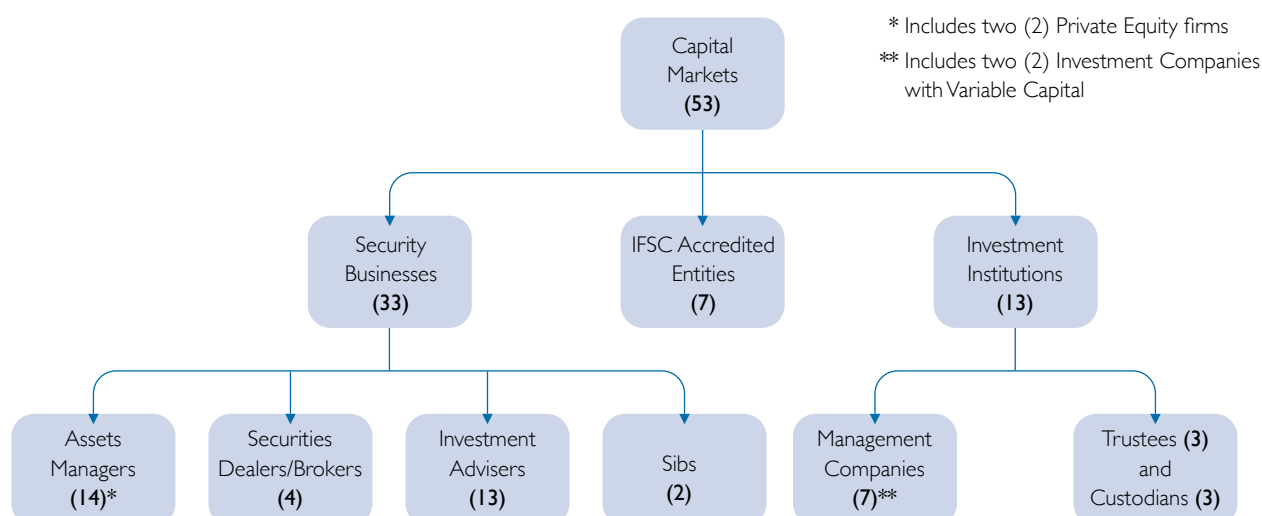 Capital
Markets
(53)
* Includes two (2) Private Equity firms
** Includes two (2) Investment Companies
with Variable Capital
Security
Businesses
(33)
IFSC Accredited
Entities
(7)
Investment
Institutions
(13)
Assets
Managers
(14)*
Securities
Dealers/Brokers
(4)
Investment
Advisers
(13)
Sibs
(2)
Management
Companies
(7)**
Trustees (3)
and
Custodians (3)